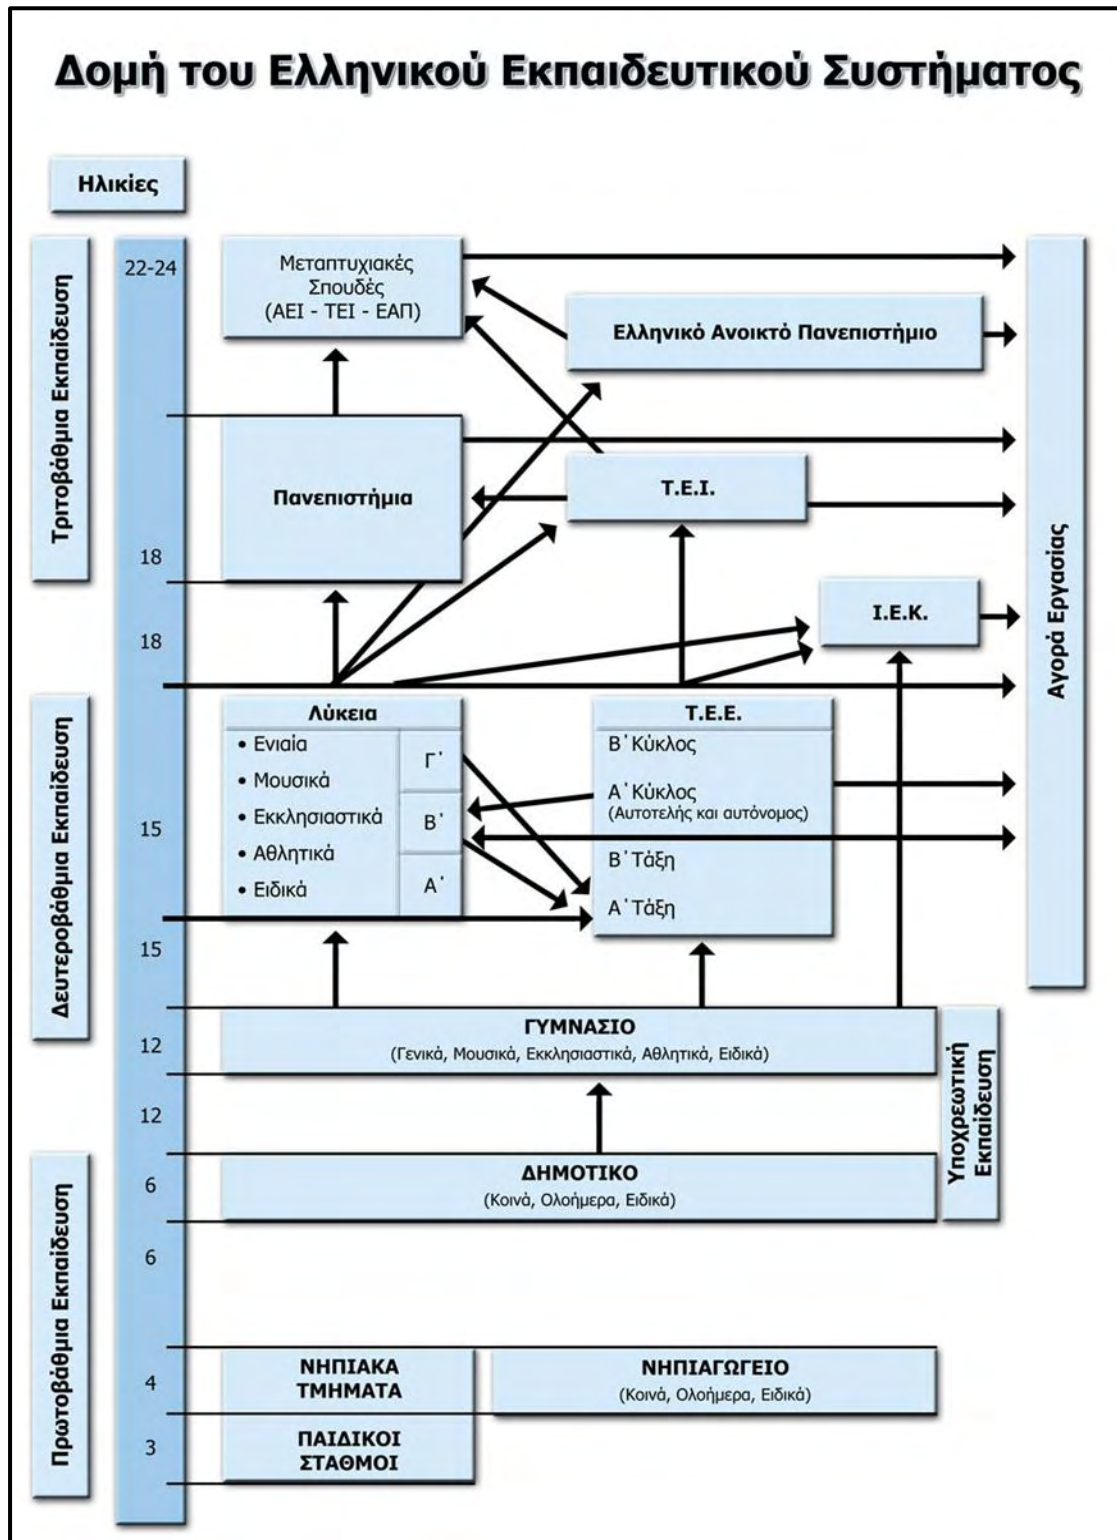 Δομή του Ελληνικού Εκπαιδευτικού Συστήματος
Ηλικίες
Τριτοβάθμια Εκπαίδευση
22-24
Μεταπτυχιακές
Σπουδές
(ΑΕΙ - ΤΕΙ - ΕΑΠ)
Ελληνικό Ανοικτό Πανεπιστήμιο
Πανεπιστήμια
Τ.Ε.Ι.
18
Ι.Ε.Κ.
18
Αγορά Εργασίας
Δευτεροβάθμια Εκπαίδευση
Λύκεια
• Ενιαία
• Μουσικά
• Εκκλησιαστικά
• Αθλητικά
• Ειδικά
Γ'
Β'
Α'
Τ.Ε.Ε.
Β' Κύκλος
Α' Κύκλος
(Αυτοτελής και αυτόνομος)
Β' Τάξη
Α' Τάξη
15
15
ΓΥΜΝΑΣΙΟ
(Γενικά, Μουσικά, Εκκλησιαστικά, Αθλητικά, Ειδικά)
12
12
Υποχρεωτική
Εκπαίδευση
Πρωτοβάθμια Εκπαίδευση
ΔΗΜΟΤΙΚΟ
(Κοινά, Ολοήμερα, Ειδικά)
6
6
ΝΗΠΙΑΚΑ
ΤΜΗΜΑΤΑ
ΝΗΠΙΑΓΩΓΕΙΟ
(Κοινά, Ολοήμερα, Ειδικά)
4
ΠΑΙΔΙΚΟΙ
ΣΤΑΘΜΟΙ
3